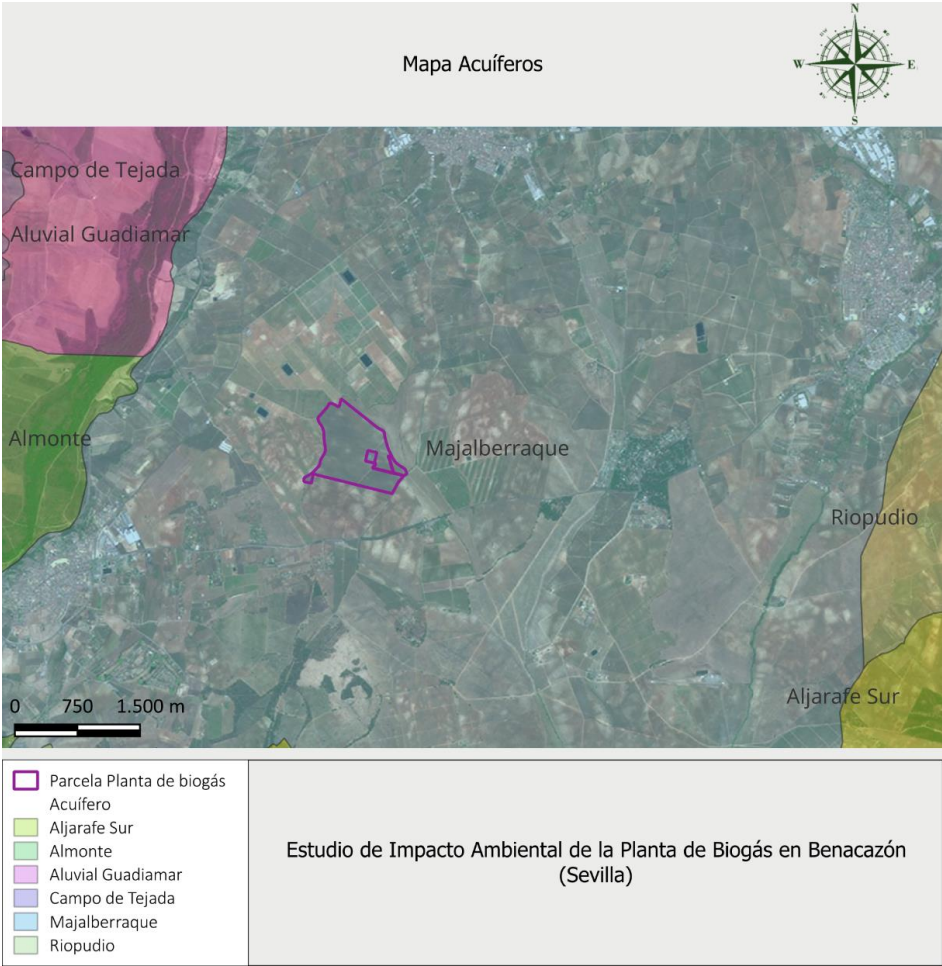 Mapa Acuíferos
N
W
E
S
Campo de Tejada
Aluvial Guadiamar
Almonte
Majalberraque
Riopudio
Aljarafe Sur
0 750 1.500 m
Parcela Planta de biogás
Acuífero
Aljarafe Sur
Almonte
Aluvial Guadiamar
Campo de Tejada
Majalberraque
Riopudio
Estudio de Impacto Ambiental de la Planta de Biogás en Benacazón
(Sevilla)